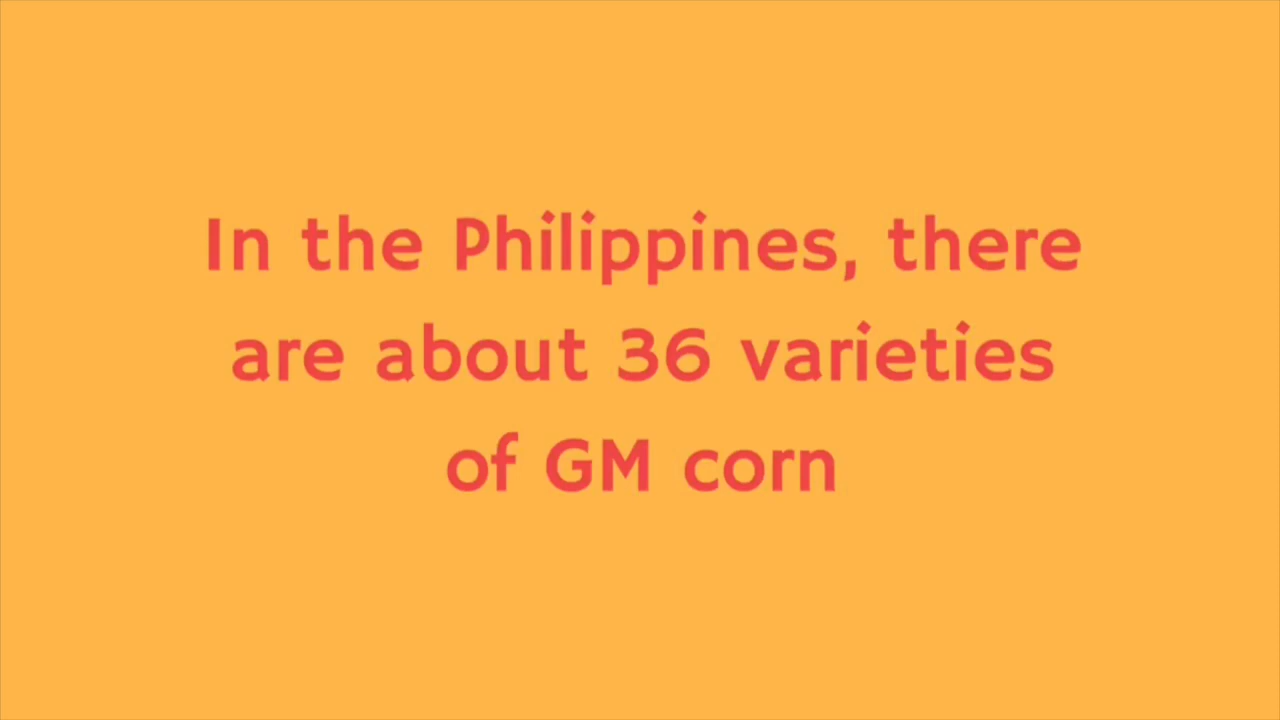 In the Philippines, there
are about 36 varieties
of GM corn